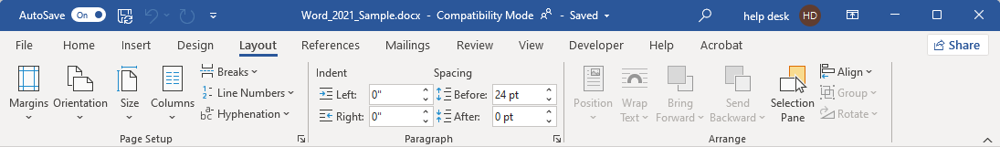 AutoSave On Word_2021_Sample.docx - Compatibility Mode - Saved help desk HD
File Home Insert Design Layout References Mailings Review View Developer Help Acrobat Share
Margins Orientation Size Columns
Breaks
Line Numbers
Hyphenation
Page Setup
Indent Spacing
Left: 0" Before: 24 pt
Right: 0" After: 0 pt
Paragraph
Position
Wrap
Text
Bring
Forward
Send
Backward
Selection
Pane
Align
Group
Rotate
Arrange